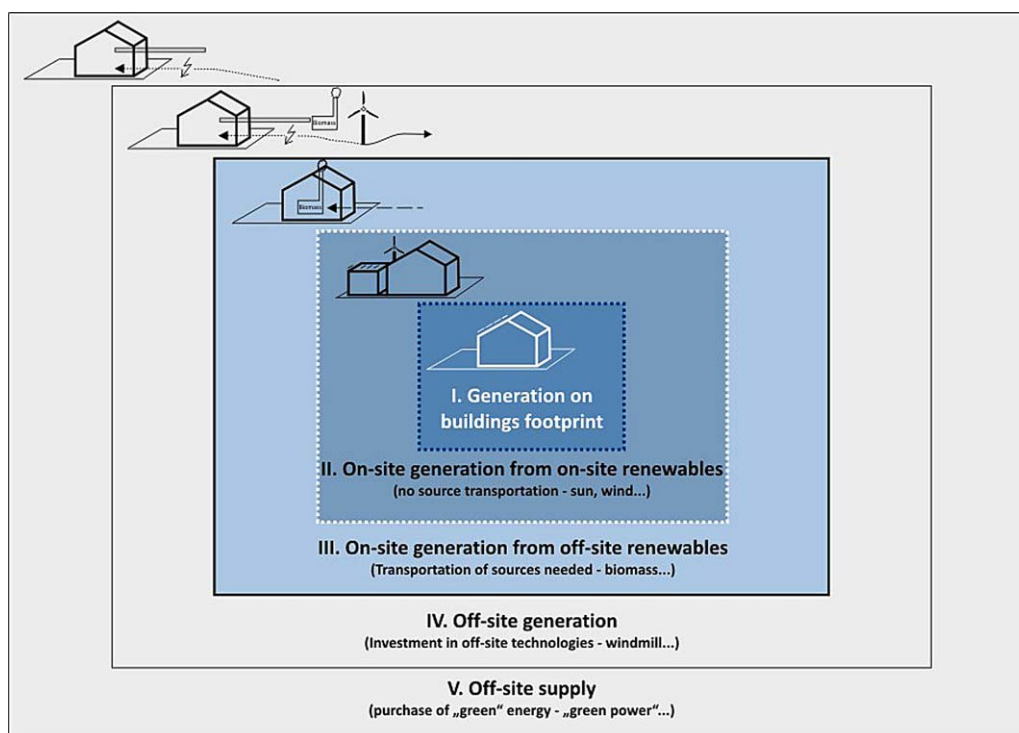 Biomass
Biomass
I. Generation on
buildings footprint
II. On-site generation from on-site renewables
(no source transportation - sun, wind...)
III. On-site generation from off-site renewables
(Transportation of sources needed - biomass...)
IV. Off-site generation
(Investment in off-site technologies - windmill...)
V. Off-site supply
(purchase of „green“ energy - „green power“...)